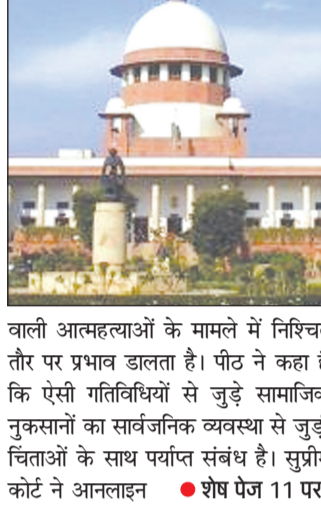 वाली आत्महत्याओं के मामले में निश्चि
तौर पर प्रभाव डालता है। पीठ ने कहा
कि ऐसी गतिविधियों से जुड़े सामाजिक
नुकसानों का सार्वजनिक व्यवस्था से जुड़
चिंताओं के साथ पर्याप्त संबंध है। सुप्रीम
कोर्ट ने आनलाइन ● शेष पेज 11 पर